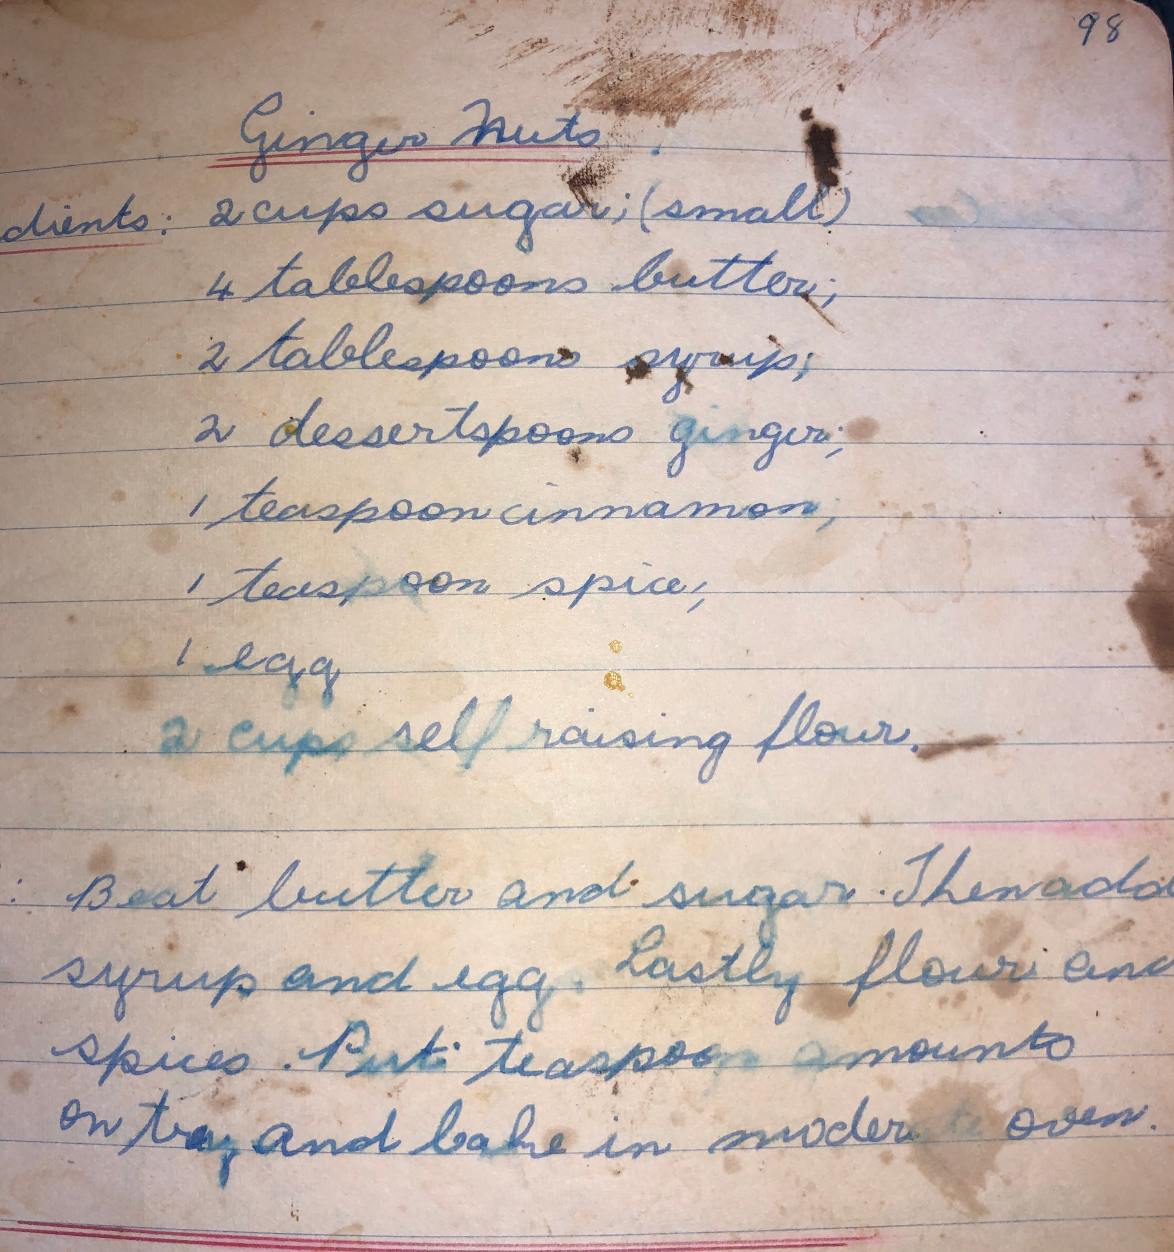 98
Ginger Nuts.
dients: 2 cups sugar; (small)
4 tablespoons butter;
2 tablespoons syrup;
2 dessertspoons ginger;
1 teaspoon cinnamon;
1 teaspoon spice;
1 egg
2 cups self raising flour.
: Beat butter and sugar. Then add
syrup and egg. Lastly flour and
spices. Put teaspoon amounts
on tray and bake in moderate oven.